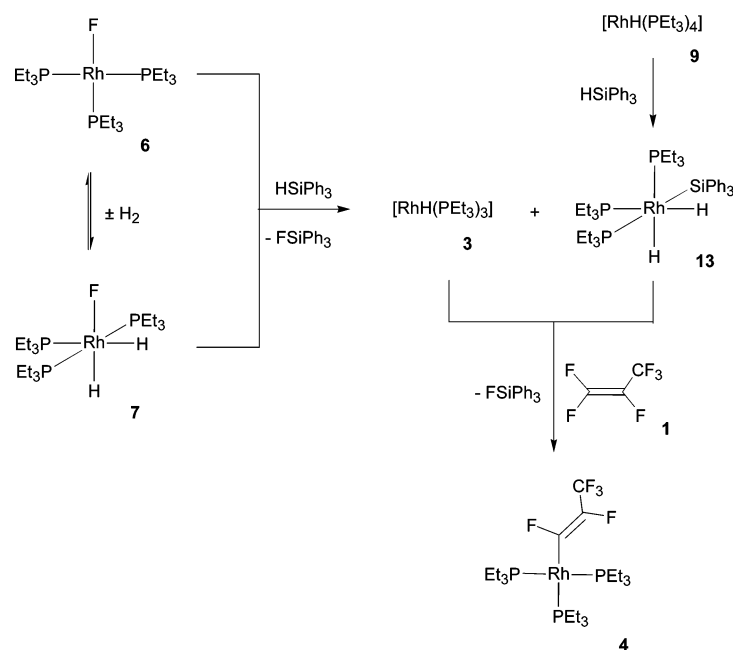 F
Et3P Rh PEt3
PEt3
6
± H2
F
PEt3
Et3P Rh H
Et3P
H
7
HSiPh3
- FSiPh3
[RhH(PEt3)4]
9
HSiPh3
PEt3
SiPh3
[RhH(PEt3)3] + Et3P Rh H
Et3P
H
3 13
- FSiPh3
F CF3
F F
1
CF3
F F
Et3P Rh PEt3
PEt3
4